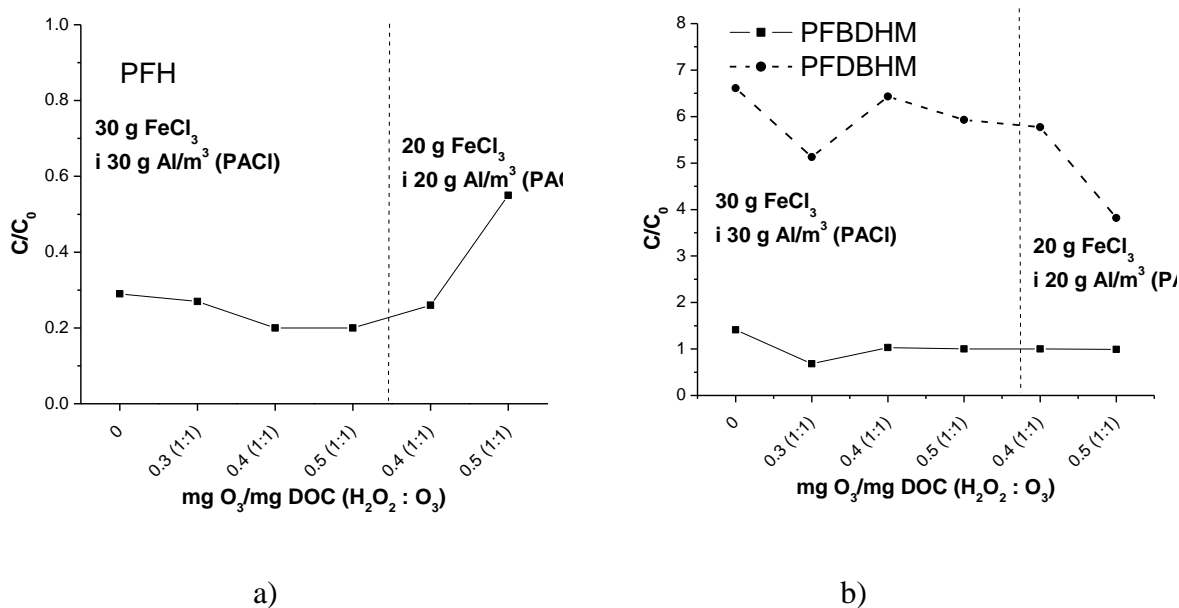 1.0
0.8
0.6
0.4
0.2
0.0
C/C₀
PFH
30 g FeCl₃
i 30 g Al/m³ (PACl)
20 g FeCl₃
i 20 g Al/m³ (PAC
0
0.3 (1:1)
0.4 (1:1)
0.5 (1:1)
0.4 (1:1)
0.5 (1:1)
mg O₃/mg DOC (H₂O₂ : O₃)
a)
8
7
6
5
4
3
2
1
0
C/C₀
PFBDHM
PFDBHM
30 g FeCl₃
i 30 g Al/m³ (PACl)
20 g FeCl₃
i 20 g Al/m³ (PA
0
0.3 (1:1)
0.4 (1:1)
0.5 (1:1)
0.4 (1:1)
0.5 (1:1)
mg O₃/mg DOC (H₂O₂ : O₃)
b)